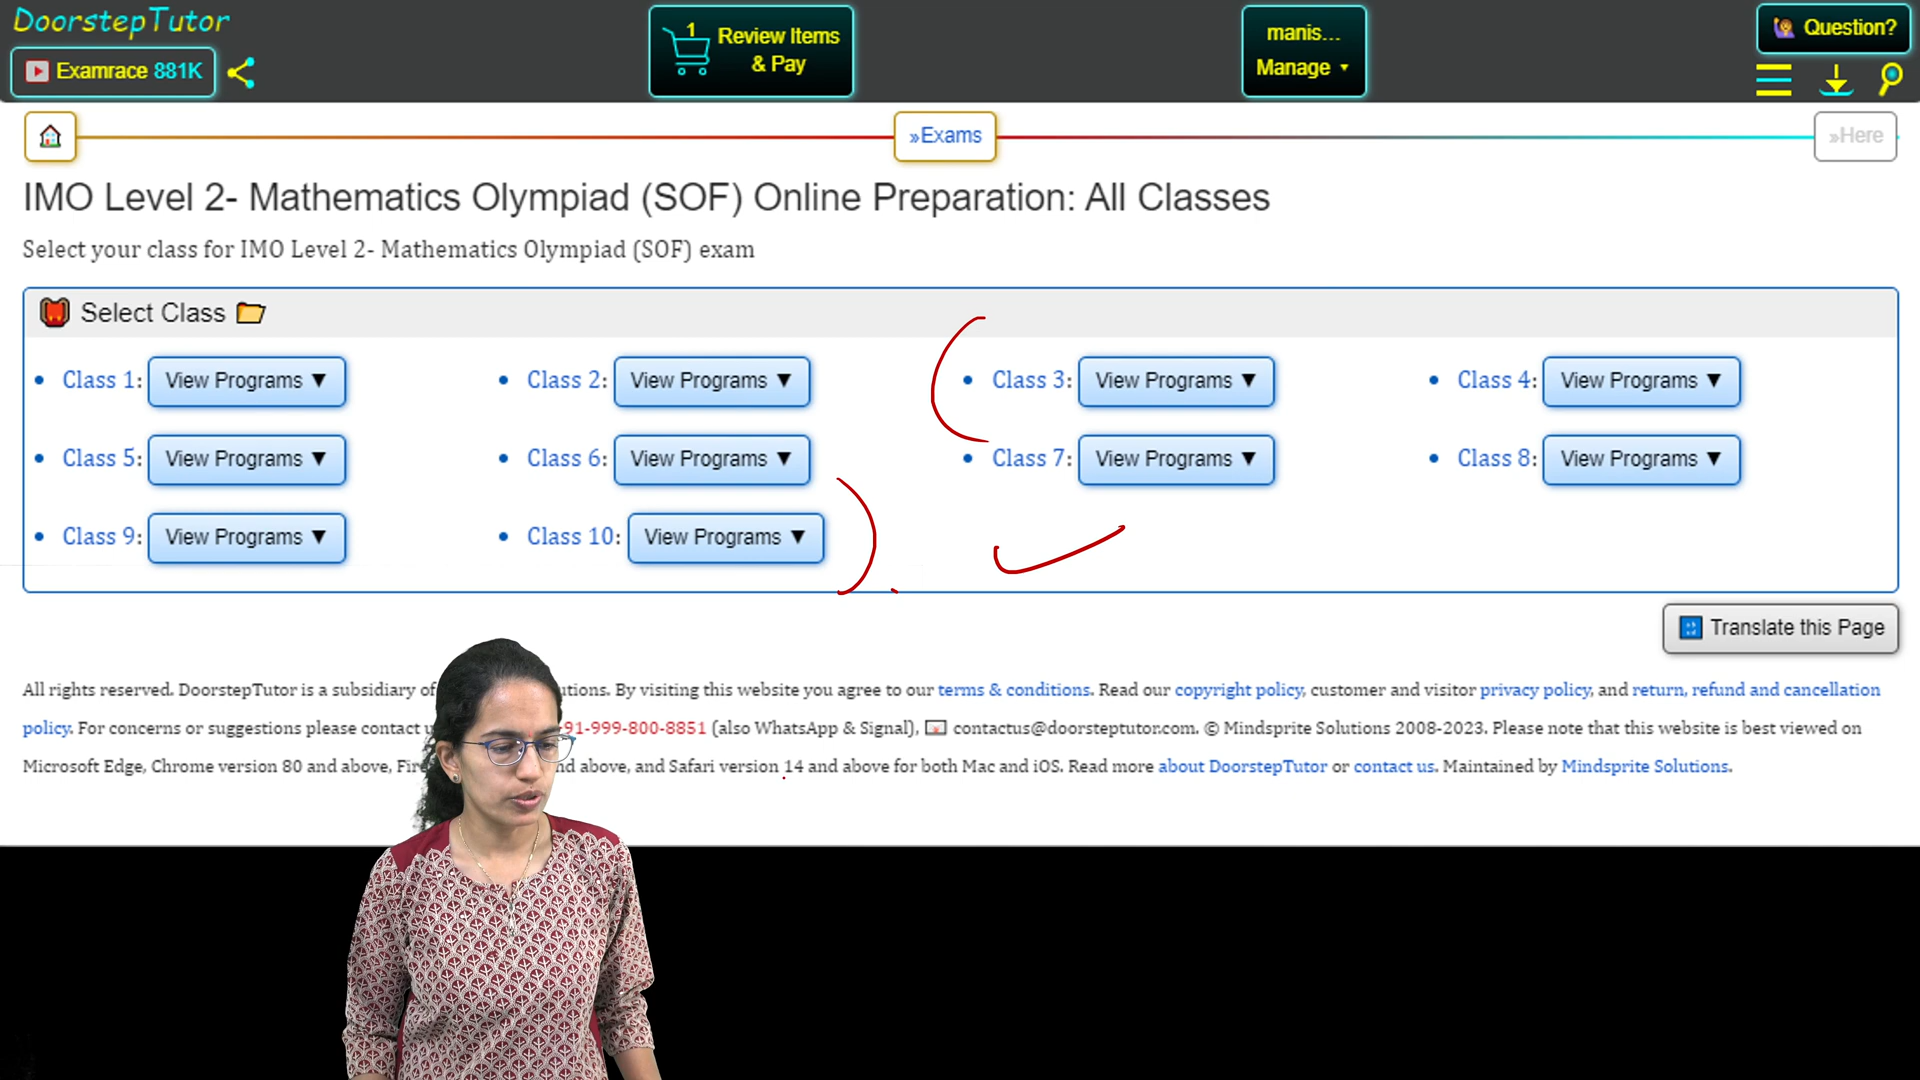 DoorstepTutor
Examrace 881K
1
Review Items
& Pay
manis...
Manage ▾
Question?
»Exams
»Here
IMO Level 2- Mathematics Olympiad (SOF) Online Preparation: All Classes
Select your class for IMO Level 2- Mathematics Olympiad (SOF) exam
Select Class
• Class 1: View Programs ▼
• Class 2: View Programs ▼
• Class 3: View Programs ▼
• Class 4: View Programs ▼
• Class 5: View Programs ▼
• Class 6: View Programs ▼
• Class 7: View Programs ▼
• Class 8: View Programs ▼
• Class 9: View Programs ▼
• Class 10: View Programs ▼
Translate this Page
All rights reserved. DoorstepTutor is a subsidiary of utions. By visiting this website you agree to our terms & conditions. Read our copyright policy, customer and visitor privacy policy, and return, refund and cancellation
policy. For concerns or suggestions please contact 91-999-800-8851 (also WhatsApp & Signal), contactus@doorsteptutor.com. © Mindsprite Solutions 2008-2023. Please note that this website is best viewed on
Microsoft Edge, Chrome version 80 and above, nd above, and Safari version 14 and above for both Mac and iOS. Read more about DoorstepTutor or contact us. Maintained by Mindsprite Solutions.